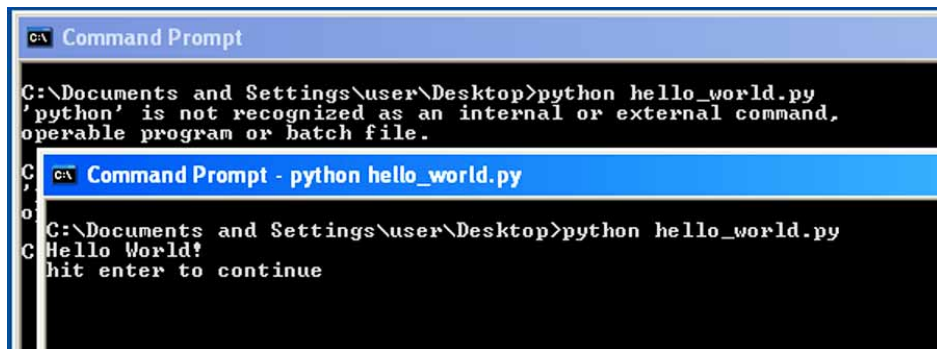 Command Prompt
C:\Documents and Settings\user\Desktop>python hello_world.py
'python' is not recognized as an internal or external command,
operable program or batch file.
Command Prompt - python hello_world.py
C:\Documents and Settings\user\Desktop>python hello_world.py
Hello World!
hit enter to continue